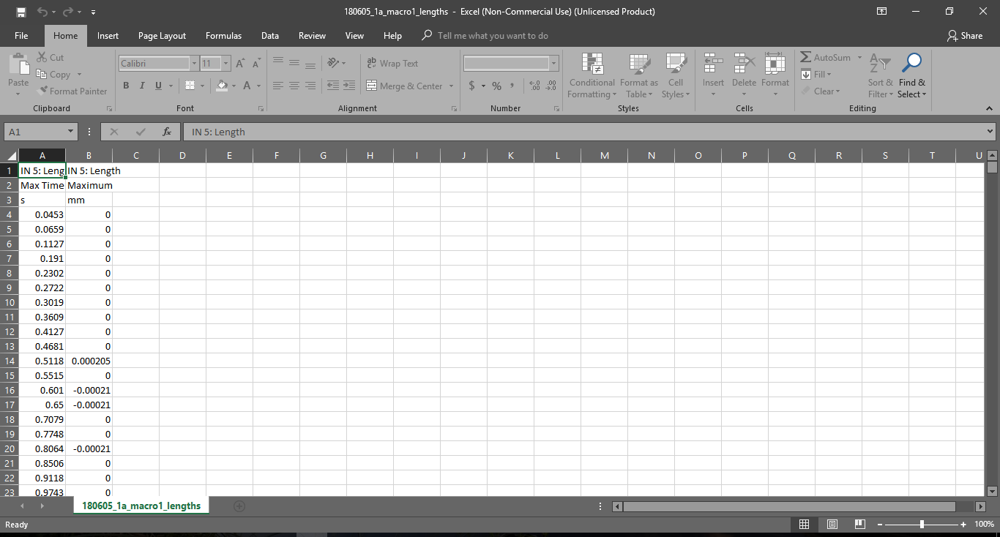 180605_1a_macro1_lengths - Excel (Non-Commercial Use) (Unlicensed Product)
File Home Insert Page Layout Formulas Data Review View Help Tell me what you want to do Share
Paste Cut Copy Format Painter
Calibri 11 A A
B I U A
ab Wrap Text
Merge & Center
$ % , .0 .00 .00 .0
Conditional Formatting Format as Table Cell Styles
Insert Delete Format
AutoSum Fill Clear
A Z Sort & Filter Find & Select
Clipboard Font Alignment Number Styles Cells Editing
A1 fx IN 5: Length
A B C D E F G H I J K L M N O P Q R S T U
1 IN 5: Leng IN 5: Length
2 Max Time Maximum
3 s mm
4 0.0453 0
5 0.0659 0
6 0.1127 0
7 0.191 0
8 0.2302 0
9 0.2722 0
10 0.3019 0
11 0.3609 0
12 0.4127 0
13 0.4681 0
14 0.5118 0.000205
15 0.5515 0
16 0.601 -0.00021
17 0.65 -0.00021
18 0.7079 0
19 0.7748 0
20 0.8064 -0.00021
21 0.8506 0
22 0.9118 0
23 0.9743 0
180605_1a_macro1_lengths
Ready 100%